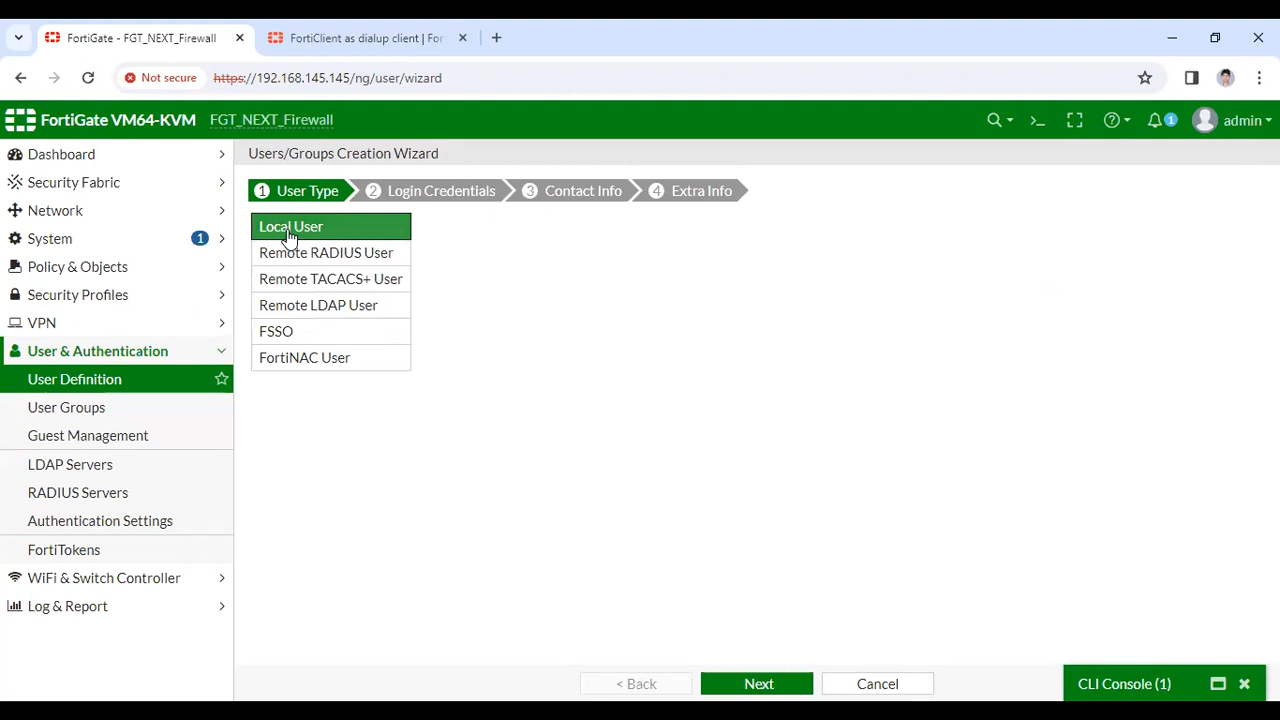 FortiGate - FGT_NEXT_Firewall
FortiClient as dialup client | For
Not secure
https://192.168.145.145/ng/user/wizard
FortiGate VM64-KVM
FGT_NEXT_Firewall
1
admin
Dashboard
Security Fabric
Network
System
1
Policy & Objects
Security Profiles
VPN
User & Authentication
User Definition
User Groups
Guest Management
LDAP Servers
RADIUS Servers
Authentication Settings
FortiTokens
WiFi & Switch Controller
Log & Report
Users/Groups Creation Wizard
1 User Type
2 Login Credentials
3 Contact Info
4 Extra Info
Local User
Remote RADIUS User
Remote TACACS+ User
Remote LDAP User
FSSO
FortiNAC User
< Back
Next
Cancel
CLI Console (1)